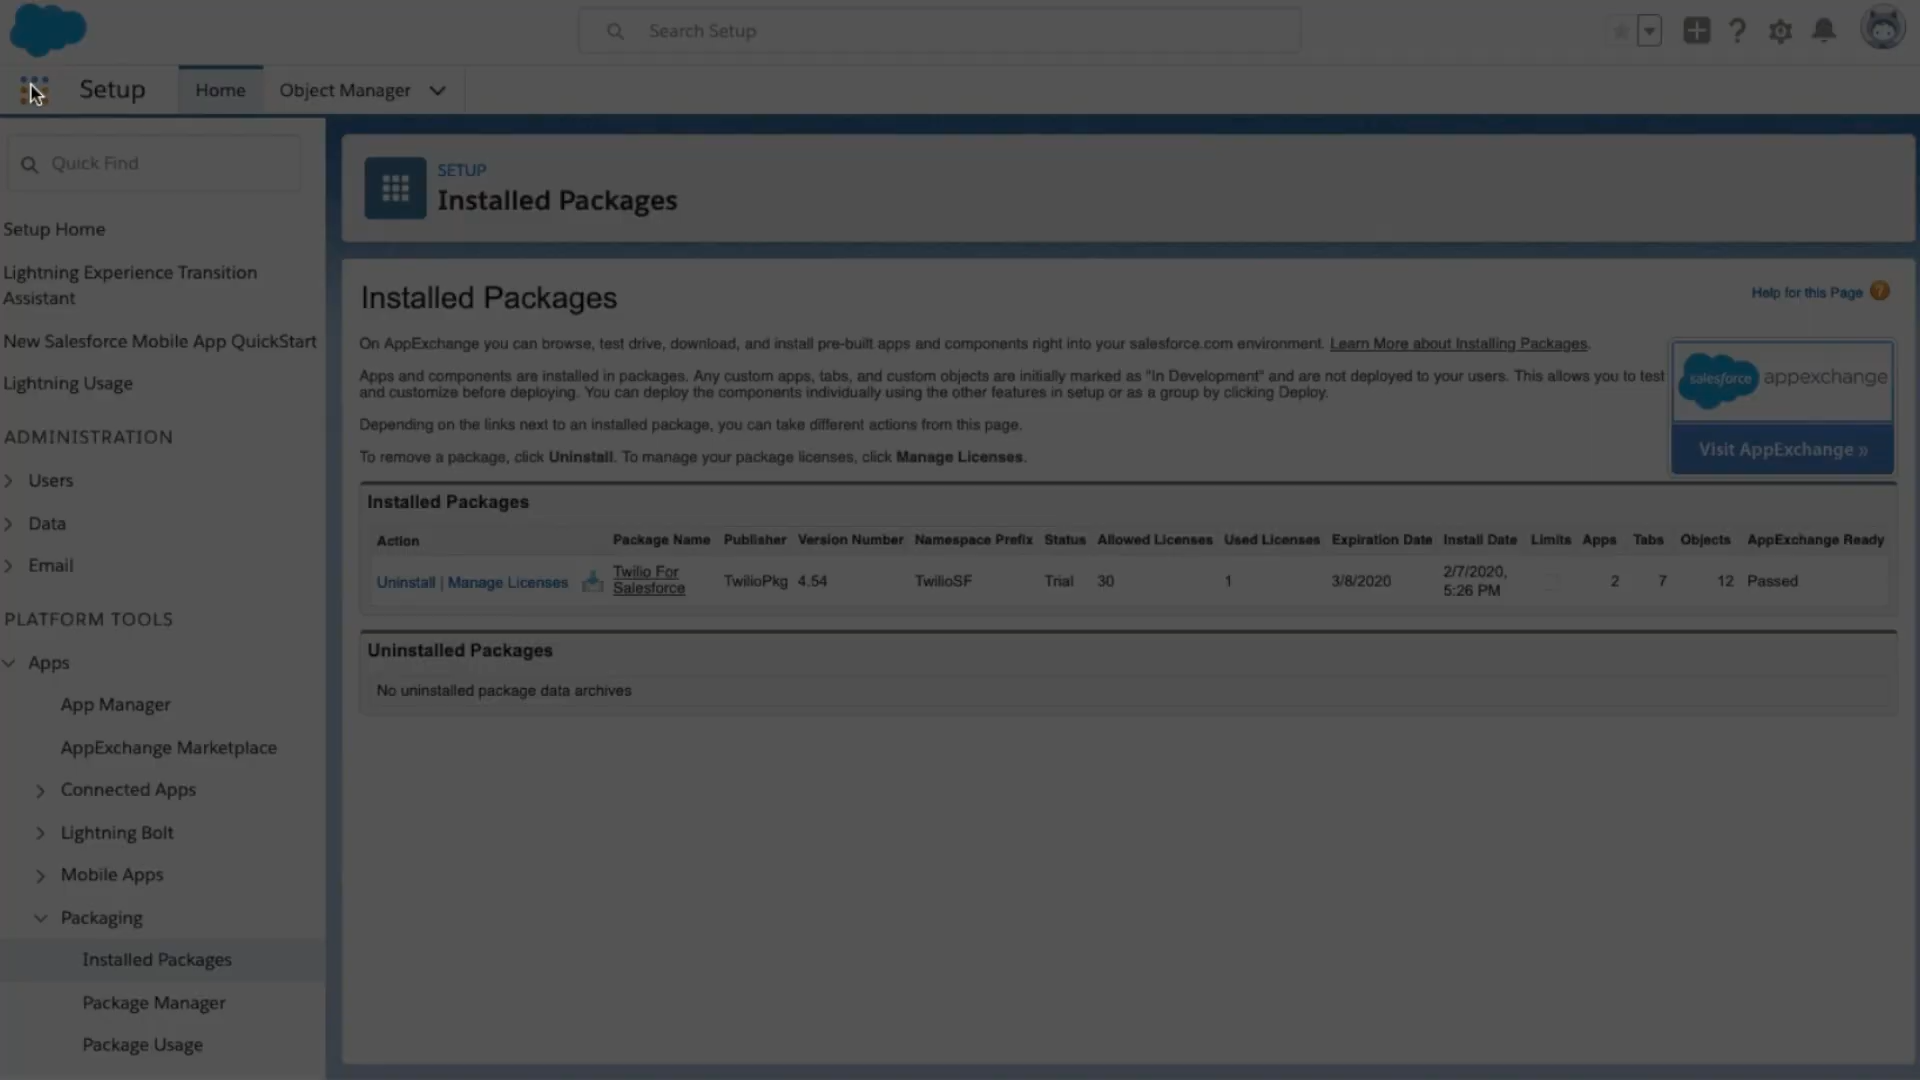 Search Setup
Setup
Home
Object Manager
Quick Find
Setup Home
Lightning Experience Transition
Assistant
New Salesforce Mobile App QuickStart
Lightning Usage
ADMINISTRATION
Users
Data
Email
PLATFORM TOOLS
Apps
App Manager
AppExchange Marketplace
Connected Apps
Lightning Bolt
Mobile Apps
Packaging
Installed Packages
Package Manager
Package Usage
SETUP
Installed Packages
Installed Packages
Help for this Page ?
On AppExchange you can browse, test drive, download, and install pre-built apps and components right into your salesforce.com environment. Learn More about Installing Packages.
Apps and components are installed in packages. Any custom apps, tabs, and custom objects are initially marked as "In Development" and are not deployed to your users. This allows you to test
and customize before deploying. You can deploy the components individually using the other features in setup or as a group by clicking Deploy.
Depending on the links next to an installed package, you can take different actions from this page.
To remove a package, click Uninstall. To manage your package licenses, click Manage Licenses.
salesforce appexchange
Visit AppExchange »
Installed Packages
Action Package Name Publisher Version Number Namespace Prefix Status Allowed Licenses Used Licenses Expiration Date Install Date Limits Apps Tabs Objects AppExchange Ready
Uninstall | Manage Licenses Twilio For Salesforce TwilioPkg 4.54 TwilioSF Trial 30 1 3/8/2020 2/7/2020, 5:26 PM 2 7 12 Passed
Uninstalled Packages
No uninstalled package data archives